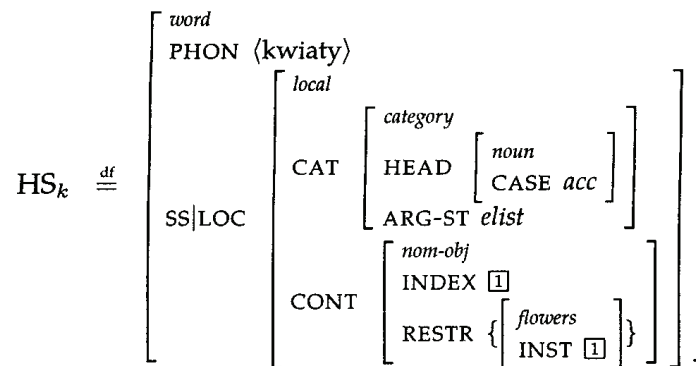 word
PHON ⟨kwiaty⟩
local
category
CAT HEAD noun
CASE acc
HS_k ≝ SS|LOC ARG-ST elist
nom-obj
CONT INDEX 1
RESTR { flowers
INST 1 } .